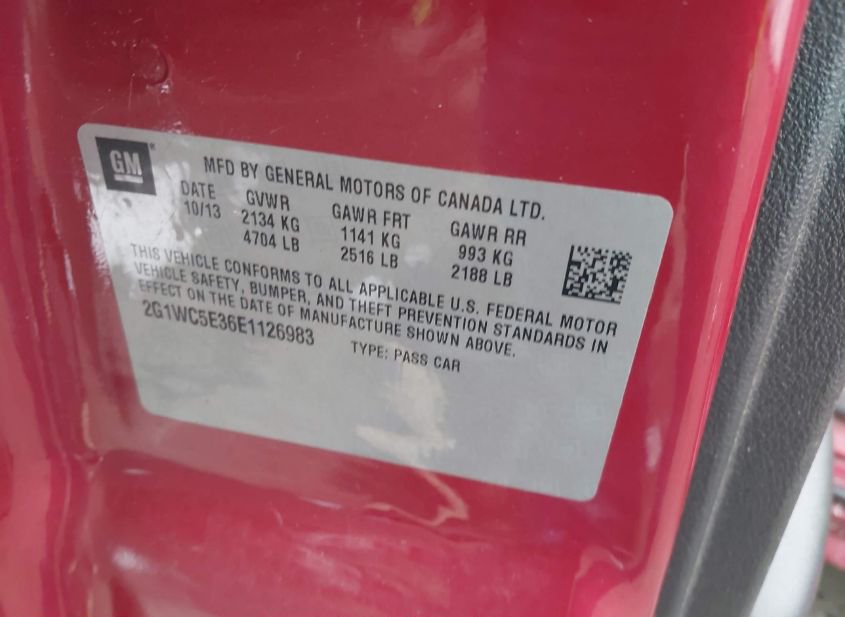 GM
MFD BY GENERAL MOTORS OF CANADA LTD.
DATE GVWR GAWR FRT GAWR RR
10/13 2134 KG 1141 KG 993 KG
4704 LB 2516 LB 2188 LB
THIS VEHICLE CONFORMS TO ALL APPLICABLE U.S. FEDERAL MOTOR
VEHICLE SAFETY, BUMPER, AND THEFT PREVENTION STANDARDS IN
EFFECT ON THE DATE OF MANUFACTURE SHOWN ABOVE.
2G1WC5E36E1126983 TYPE: PASS CAR